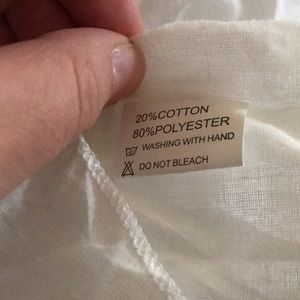 20%COTTON
80%POLYESTER
WASHING WITH HAND
DO NOT BLEACH